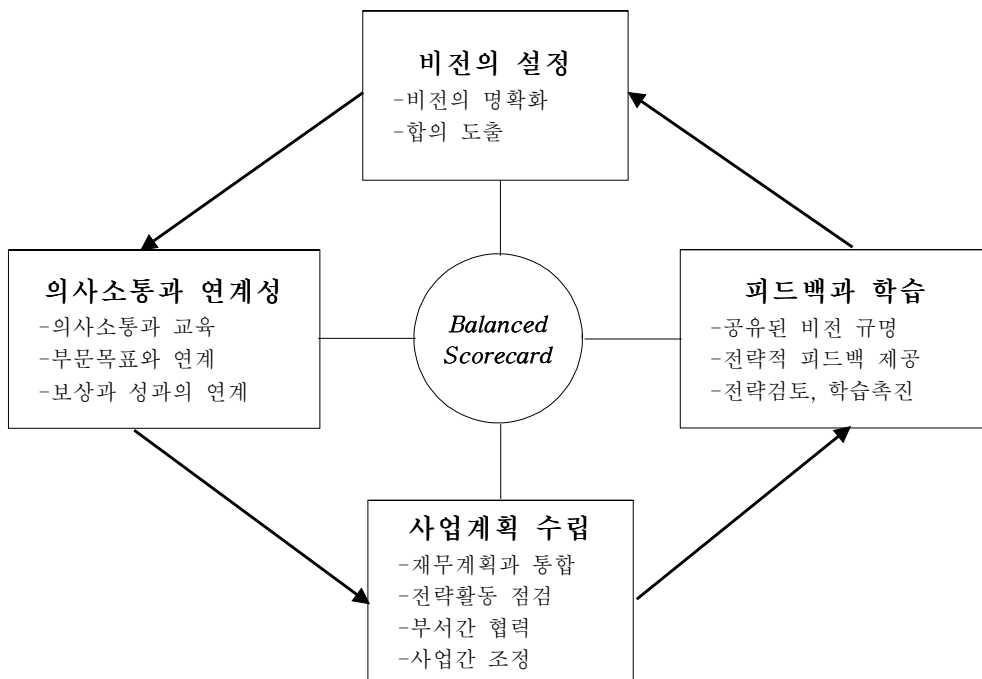 비전의 설정
-비전의 명확화
-합의 도출
의사소통과 연계성
-의사소통과 교육
-부문목표와 연계
-보상과 성과의 연계
Balanced
Scorecard
피드백과 학습
-공유된 비전 규명
-전략적 피드백 제공
-전략검토, 학습촉진
사업계획 수립
-재무계획과 통합
-전략활동 점검
-부서간 협력
-사업간 조정